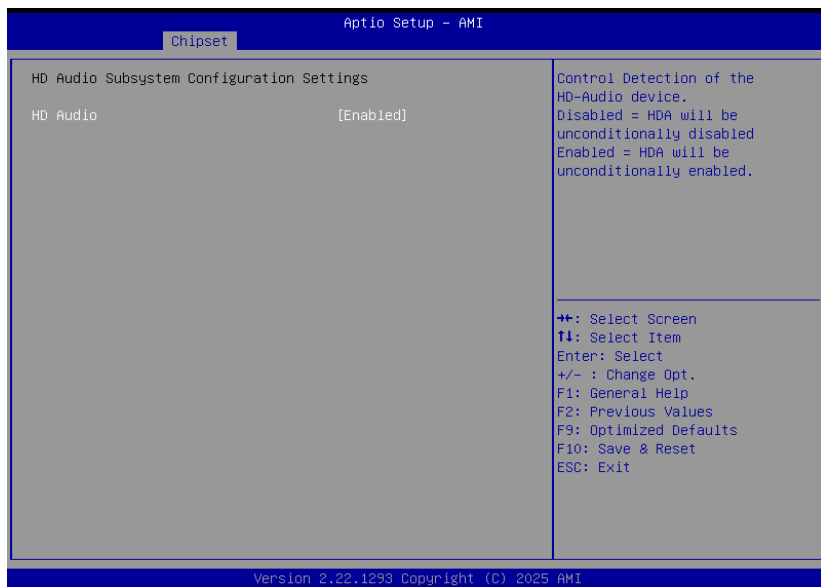 Aptio Setup - AMI
Chipset
HD Audio Subsystem Configuration Settings
HD Audio [Enabled]
Control Detection of the
HD-Audio device.
Disabled = HDA will be
unconditionally disabled
Enabled = HDA will be
unconditionally enabled.
→←: Select Screen
↑↓: Select Item
Enter: Select
+/- : Change Opt.
F1: General Help
F2: Previous Values
F9: Optimized Defaults
F10: Save & Reset
ESC: Exit
Version 2.22.1293 Copyright (C) 2025 AMI